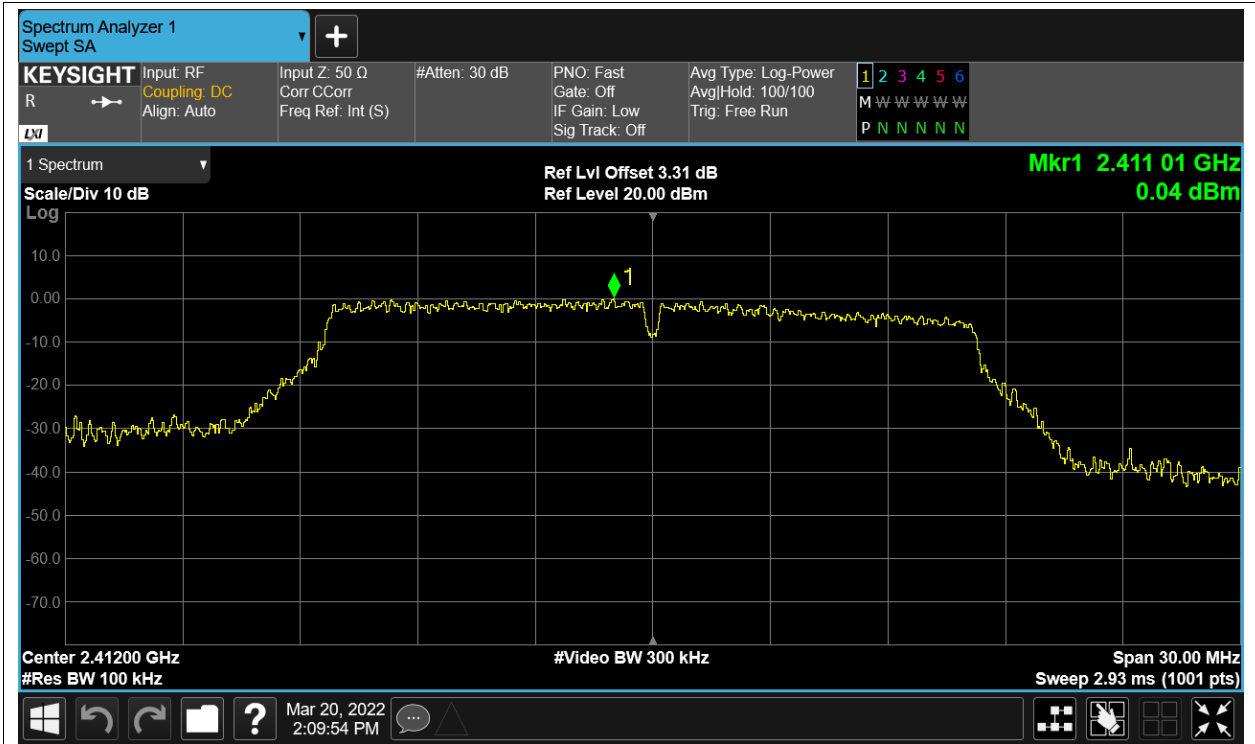 Spectrum Analyzer 1
Swept SA
KEYSIGHT
R
LXI
Input: RF
Coupling: DC
Align: Auto
Input Z: 50 Ω
Corr CCorr
Freq Ref: Int (S)
#Atten: 30 dB
PNO: Fast
Gate: Off
IF Gain: Low
Sig Track: Off
Avg Type: Log-Power
Avg|Hold: 100/100
Trig: Free Run
1 2 3 4 5 6
M W W W W W
P N N N N N
1 Spectrum
Scale/Div 10 dB
Log
Ref Lvl Offset 3.31 dB
Ref Level 20.00 dBm
Mkr1 2.411 01 GHz
0.04 dBm
10.0
0.00
-10.0
-20.0
-30.0
-40.0
-50.0
-60.0
-70.0
1
Center 2.41200 GHz
#Video BW 300 kHz
Span 30.00 MHz
#Res BW 100 kHz
Sweep 2.93 ms (1001 pts)
?
Mar 20, 2022
2:09:54 PM